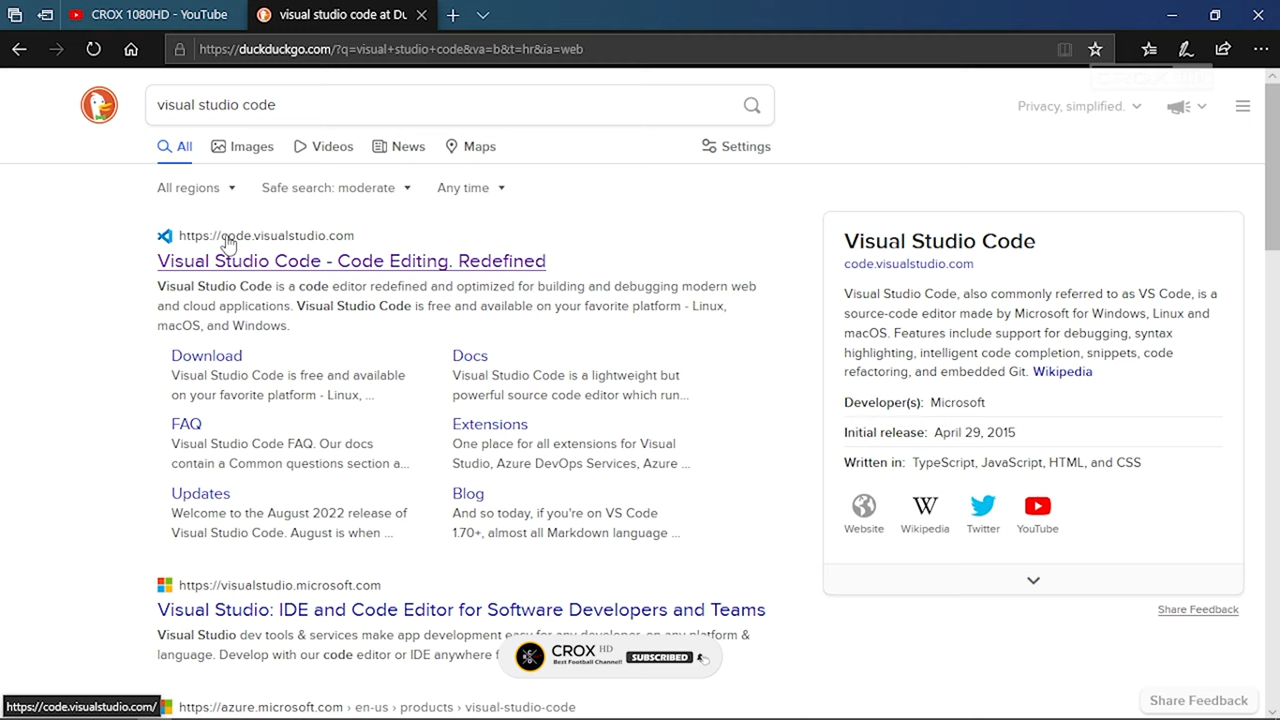 CROX 1080HD - YouTube
visual studio code at Du
https://duckduckgo.com/?q=visual+studio+code&va=b&t=hr&ia=web
visual studio code
Privacy, simplified.
All
Images
Videos
News
Maps
Settings
All regions
Safe search: moderate
Any time
https://code.visualstudio.com
Visual Studio Code - Code Editing. Redefined
Visual Studio Code is a code editor redefined and optimized for building and debugging modern web
and cloud applications. Visual Studio Code is free and available on your favorite platform - Linux,
macOS, and Windows.
Download
Visual Studio Code is free and available
on your favorite platform - Linux, ...
Docs
Visual Studio Code is a lightweight but
powerful source code editor which run...
FAQ
Visual Studio Code FAQ. Our docs
contain a Common questions section a...
Extensions
One place for all extensions for Visual
Studio, Azure DevOps Services, Azure ...
Updates
Welcome to the August 2022 release of
Visual Studio Code. August is when ...
Blog
And so today, if you're on VS Code
1.70+, almost all Markdown language ...
https://visualstudio.microsoft.com
Visual Studio: IDE and Code Editor for Software Developers and Teams
Visual Studio dev tools & services make app development easy for any developer, on any platform &
language. Develop with our code editor or IDE anywhere f
https://azure.microsoft.com › en-us › products › visual-studio-code
Visual Studio Code
code.visualstudio.com
Visual Studio Code, also commonly referred to as VS Code, is a
source-code editor made by Microsoft for Windows, Linux and
macOS. Features include support for debugging, syntax
highlighting, intelligent code completion, snippets, code
refactoring, and embedded Git. Wikipedia
Developer(s): Microsoft
Initial release: April 29, 2015
Written in: TypeScript, JavaScript, HTML, and CSS
Website
Wikipedia
Twitter
YouTube
Share Feedback
CROX HD
Best Football Channel!
SUBSCRIBED
https://code.visualstudio.com/
Share Feedback